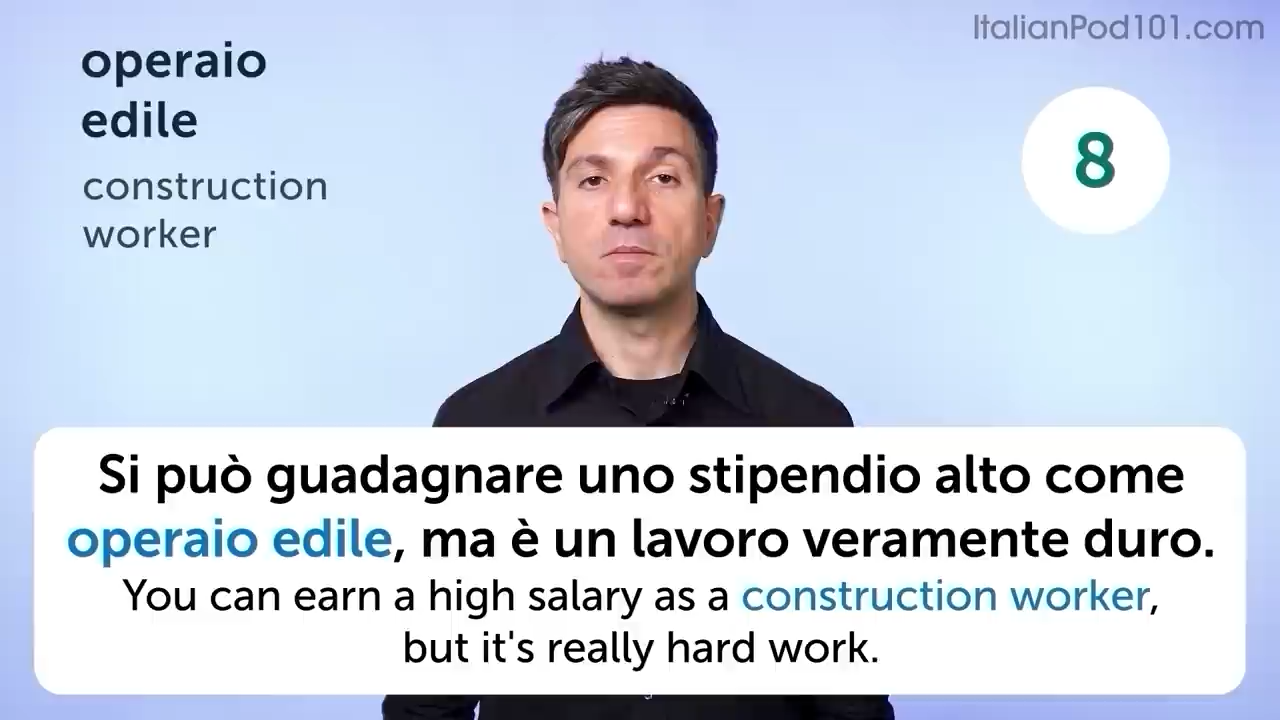 ItalianPod101.com
operaio
edile
construction
worker
8
Si può guadagnare uno stipendio alto come
operaio edile, ma è un lavoro veramente duro.
You can earn a high salary as a construction worker,
but it's really hard work.